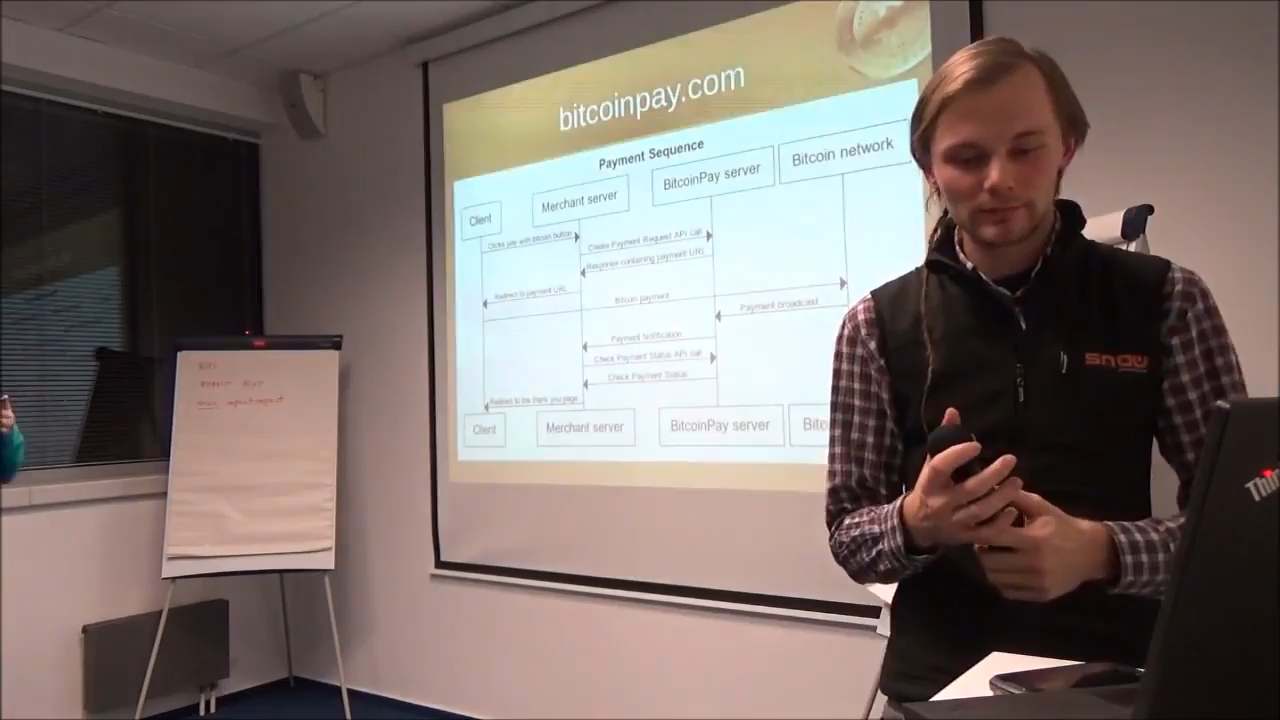 bitcoinpay.com
Payment Sequence
Client
Merchant server
BitcoinPay server
Bitcoin network
Clicks pay with bitcoin button
Create Payment Request API call
Response containing payment URL
Redirect to payment URL
Bitcoin payment
Payment broadcast
Payment Notification
Check Payment Status API call
Check Payment Status
Redirect to the thank you page
Client
Merchant server
BitcoinPay server
Bitco
snow
Thi